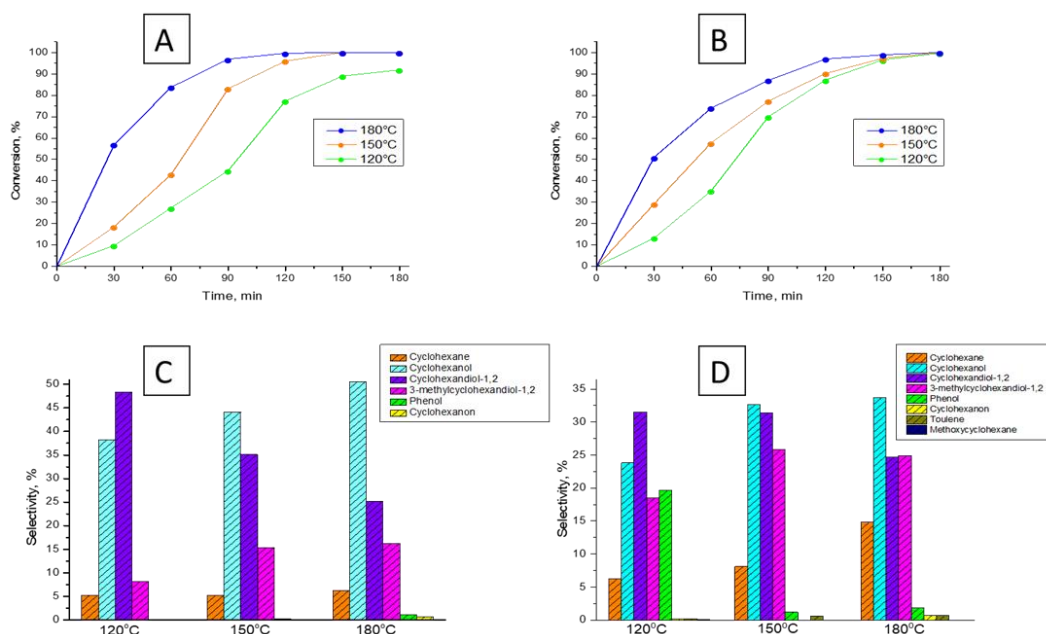 A
100
90
80
70
60
50
40
30
20
10
0
Conversion, %
180°C
150°C
120°C
0 30 60 90 120 150 180
Time, min
B
100
90
80
70
60
50
40
30
20
10
0
Conversion, %
180°C
150°C
120°C
0 30 60 90 120 150 180
Time, min
C
Cyclohexane
Cyclohexanol
Cyclohexandiol-1,2
3-methylcyclohexandiol-1,2
Phenol
Cyclohexanon
50
45
40
35
30
25
20
15
10
5
0
Selectivity, %
120°C 150°C 180°C
D
Cyclohexane
Cyclohexanol
Cyclohexandiol-1,2
3-methylcyclohexandiol-1,2
Phenol
Cyclohexanon
Toulene
Methoxycyclohexane
35
30
25
20
15
10
5
0
Selectivity, %
120°C 150°C 180°C